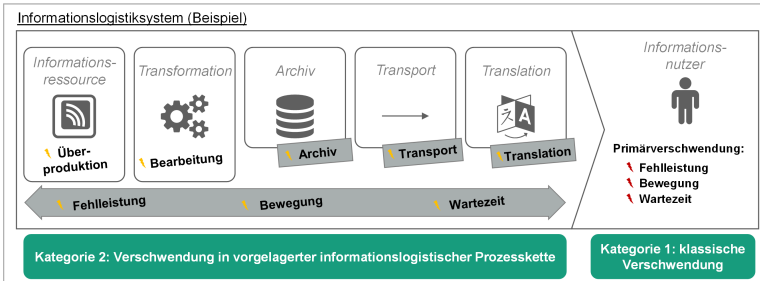 Informationslogistiksystem (Beispiel)
Informations-
ressource
Transformation
Archiv
Transport
Translation
Informations-
nutzer
Über-
produktion
Bearbeitung
Archiv
Transport
Translation
Primärverschwendung:
Fehlleistung
Bewegung
Wartezeit
Fehlleistung
Bewegung
Wartezeit
Kategorie 2: Verschwendung in vorgelagerter informationslogistischer Prozesskette
Kategorie 1: klassische
Verschwendung